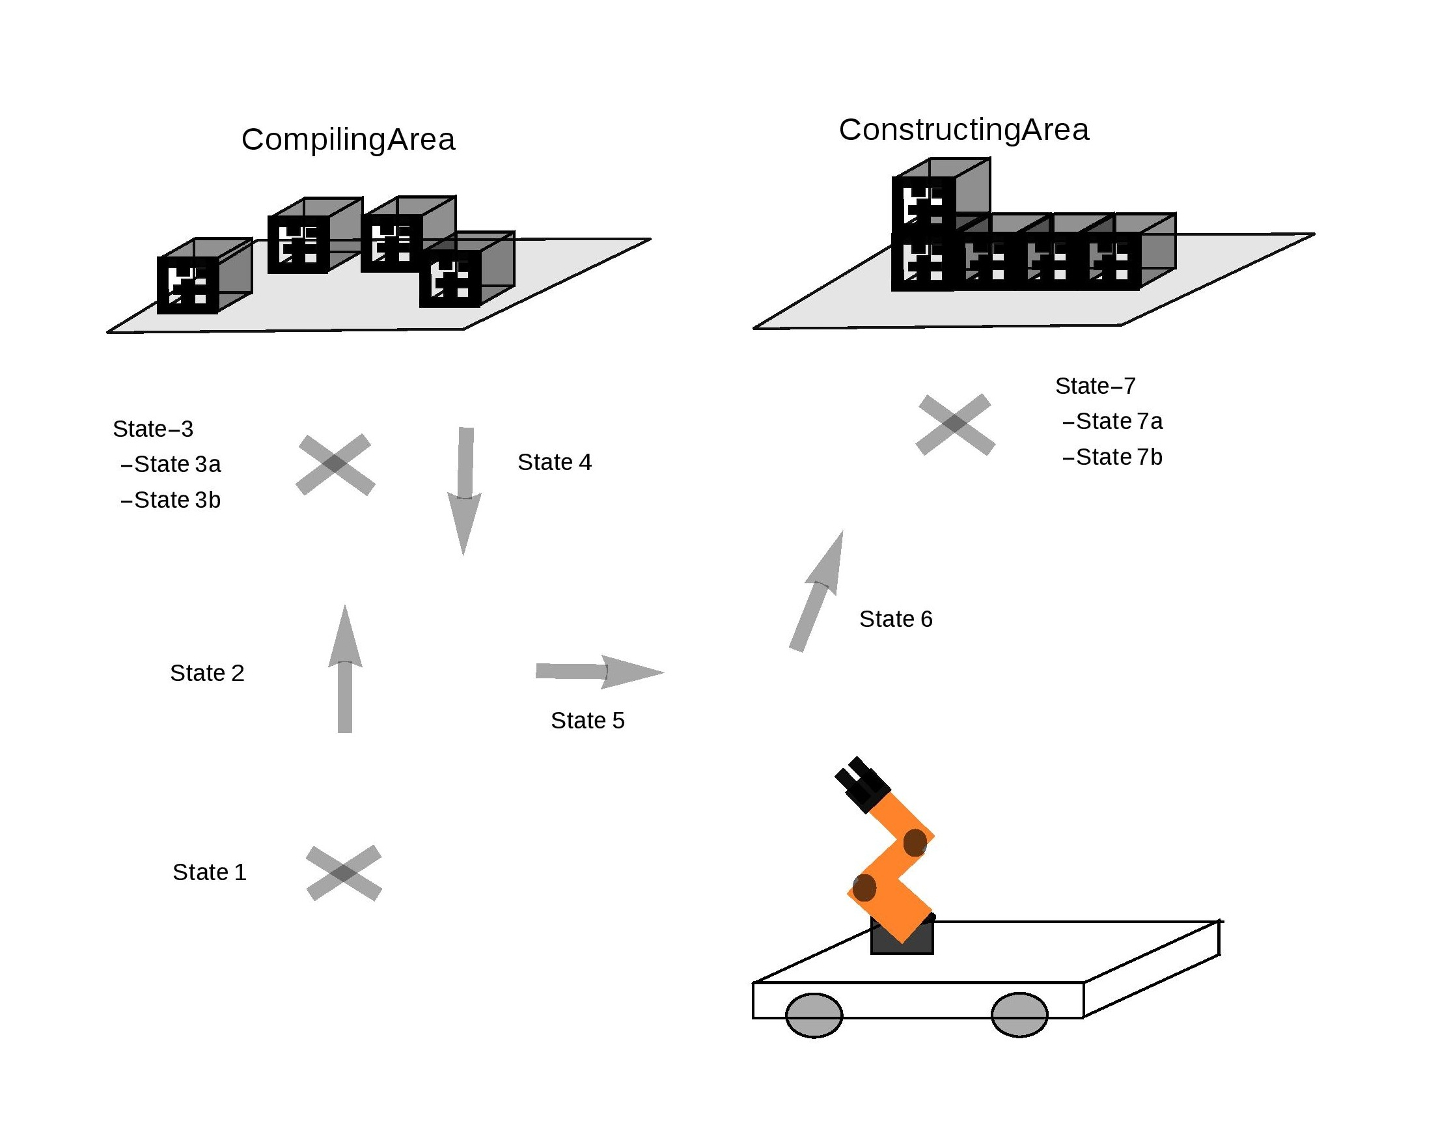 CompilingArea
ConstructingArea
State–3
–State 3a
–State 3b
State 4
State–7
–State 7a
–State 7b
State 6
State 2
State 5
State 1